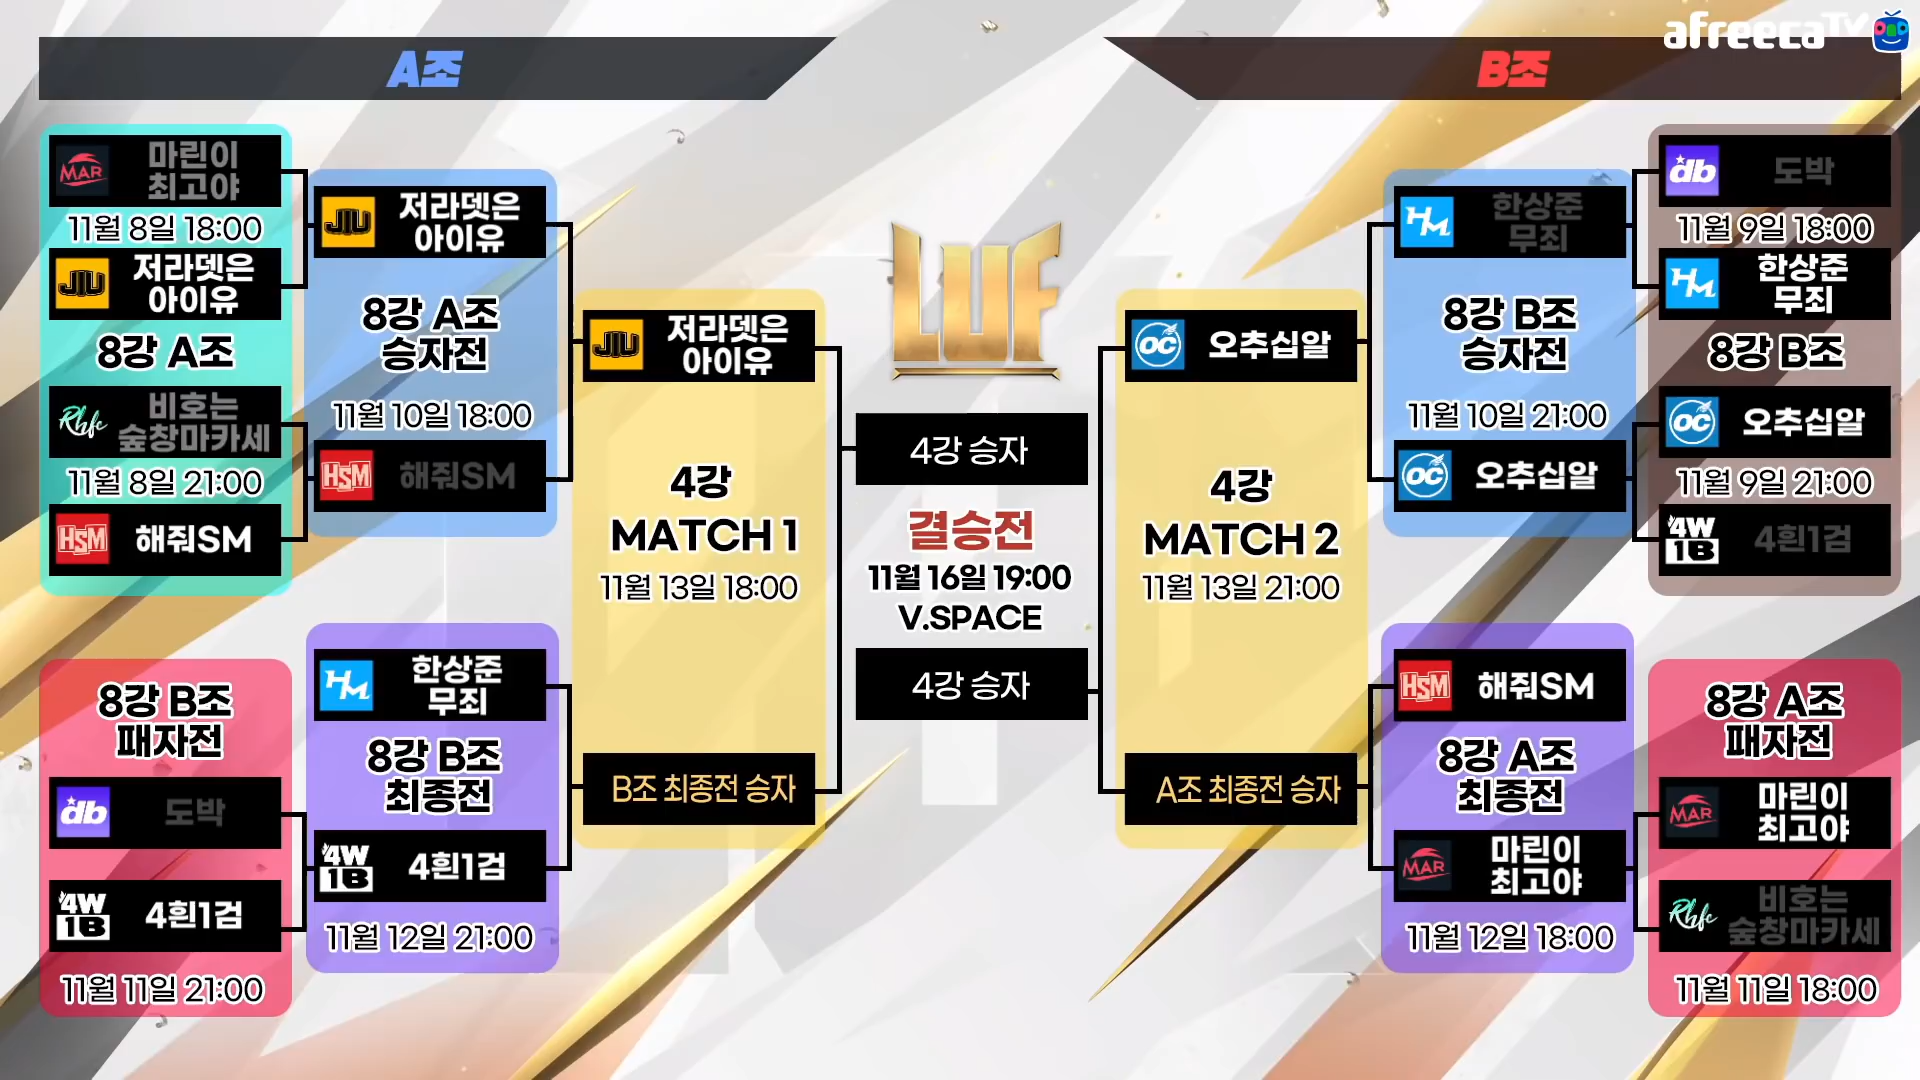 afreecaTV
A조
B조
MAR
마린이
최고야
11월 8일 18:00
JIU
저라뎃은
아이유
8강 A조
Rhfc
비호는
숲창마카세
11월 8일 21:00
HSM
해줘SM
JIU
저라뎃은
아이유
8강 A조
승자전
11월 10일 18:00
HSM
해줘SM
8강 B조
패자전
db
도박
4W
1B
4흰1검
11월 11일 21:00
HM
한상준
무죄
8강 B조
최종전
4W
1B
4흰1검
11월 12일 21:00
JIU
저라뎃은
아이유
4강
MATCH 1
11월 13일 18:00
B조 최종전 승자
LUF
4강 승자
결승전
11월 16일 19:00
V.SPACE
4강 승자
OC
오추십알
4강
MATCH 2
11월 13일 21:00
A조 최종전 승자
HM
한상준
무죄
8강 B조
승자전
11월 10일 21:00
OC
오추십알
HSM
해줘SM
8강 A조
최종전
MAR
마린이
최고야
11월 12일 18:00
db
도박
11월 9일 18:00
HM
한상준
무죄
8강 B조
OC
오추십알
11월 9일 21:00
4W
1B
4흰1검
8강 A조
패자전
MAR
마린이
최고야
Rhfc
비호는
숲창마카세
11월 11일 18:00